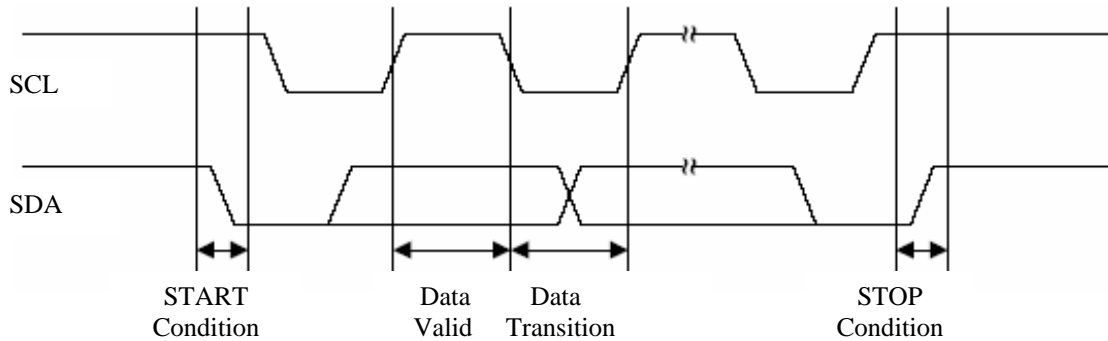 SCL
SDA
START
Condition
Data
Valid
Data
Transition
STOP
Condition